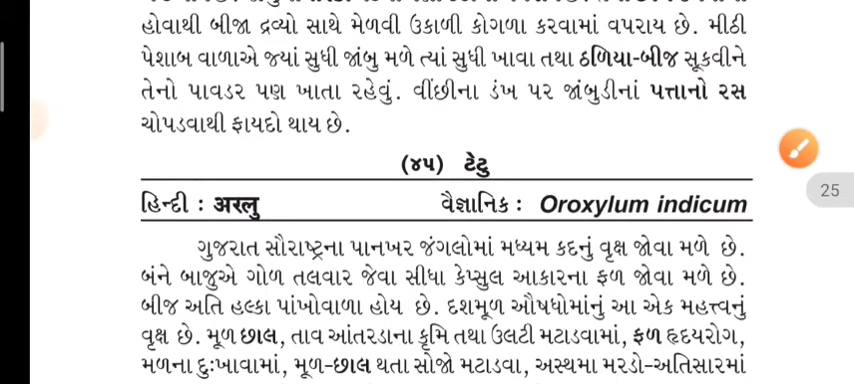 હોવાથી બીજા દ્રવ્યો સાથે મેળવી ઉકાળી કોગળા કરવામાં વપરાય છે. મીઠી
પેશાબ વાળાએ જ્યાં સુધી જાંબુ મળે ત્યાં સુધી ખાવા તથા ઠળિયા-બીજ સૂકવીને
તેનો પાવડર પણ ખાતા રહેવું. વીંછીના ડંખ પર જાંબુડીનાં પત્તાનો રસ
ચોપડવાથી ફાયદો થાય છે.
(૪૫) ટેટુ
હિન્દી : अरलु વૈજ્ઞાનિક : Oroxylum indicum
25
ગુજરાત સૌરાષ્ટ્રના પાનખર જંગલોમાં મધ્યમ કદનું વૃક્ષ જોવા મળે છે.
બંને બાજુએ ગોળ તલવાર જેવા સીધા કેપ્સુલ આકારના ફળ જોવા મળે છે.
બીજ અતિ હલ્કા પાંખોવાળા હોય છે. દશમૂળ ઔષધોમાંનું આ એક મહત્ત્વનું
વૃક્ષ છે. મૂળ છાલ, તાવ આંતરડાના કૃમિ તથા ઉલટી મટાડવામાં, ફળ હૃદયરોગ,
મળના દુઃખાવામાં, મૂળ-છાલ થતા સોજો મટાડવા, અસ્થમા મરડો-અતિસારમાં